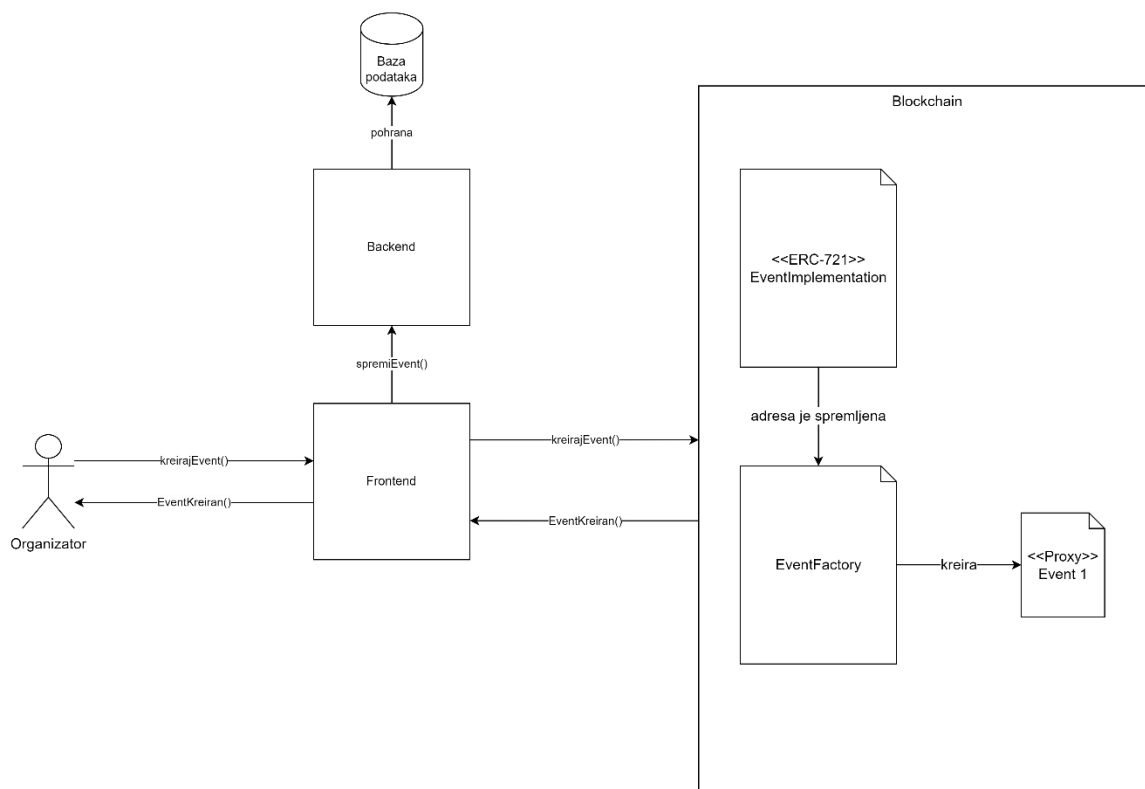 Baza
podataka
Blockchain
pohrana
Backend
<<ERC-721>>
EventImplementation
spremiEvent()
adresa je spremljena
kreirajEvent()
kreirajEvent()
Frontend
EventKreiran()
EventKreiran()
Organizator
EventFactory
kreira
<<Proxy>>
Event 1